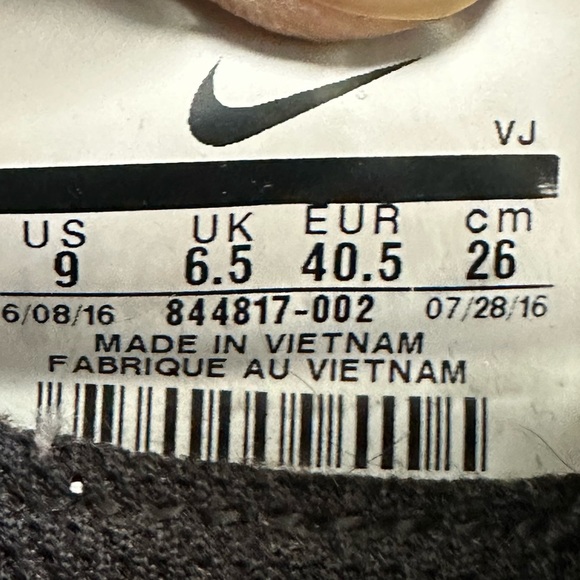 VJ
US UK EUR cm
9 6.5 40.5 26
6/08/16 844817-002 07/28/16
MADE IN VIETNAM
FABRIQUE AU VIETNAM